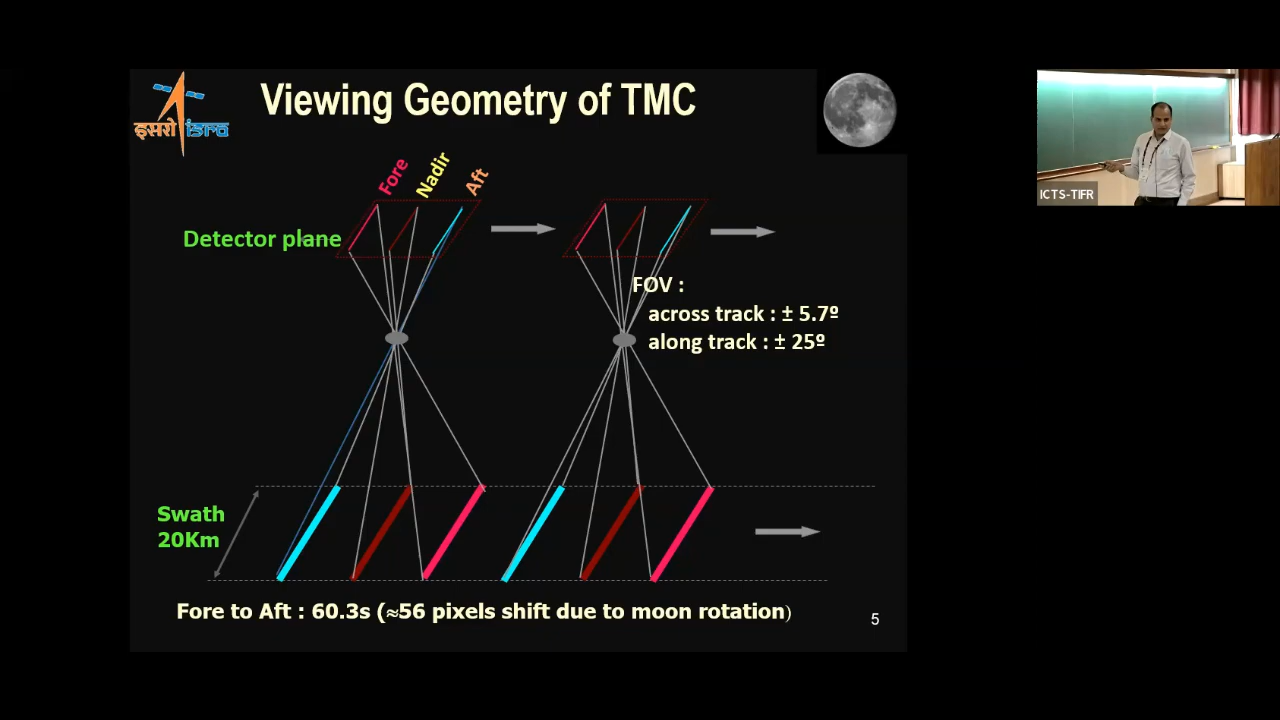 Viewing Geometry of TMC
इसरो isro
Fore
Nadir
Aft
Detector plane
FOV :
across track : ± 5.7º
along track : ± 25º
Swath
20Km
Fore to Aft : 60.3s (≈56 pixels shift due to moon rotation)
5
ICTS-TIFR